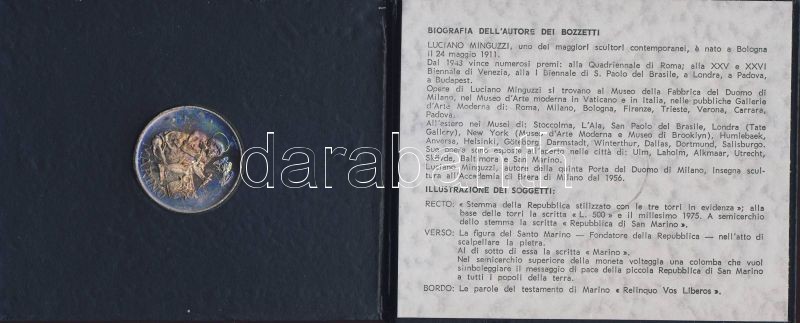 BIOGRAFIA DELL'AUTORE DEI BOZZETTI
LUCIANO MINGUZZI, uno dei maggiori scultori contemporanei, è nato a Bologna
il 24 maggio 1911.
Dal 1943 vince numerosi premi: alla Quadriennale di Roma; alla XXV e XXVI
Biennale di Venezia, alla I Biennale di S. Paolo del Brasile, a Londra, a Padova,
a Budapest.
Opere di Luciano Minguzzi si trovano al Museo della Fabbrica del Duomo di
Milano, nel Museo d'Arte moderna in Vaticano e in Italia, nelle pubbliche Gallerie
d'Arte Moderna di: Roma, Milano, Bologna, Firenze, Trieste, Verona, Carrara,
Padova.
All'estero nei Musei di: Stoccolma, L'Aia, San Paolo del Brasile, Londra (Tate
Gallery), New York (Musei d'Arte Moderna e Museo di Brooklyn), Humlebaek,
Anversa, Helsinki, Göteborg, Darmstadt, Winterthur, Dallas, Dortmund, Salisburgo.
Sue opere sono esposte all'aperto nelle città di: Ulm, Laholm, Alkmaar, Utrecht,
Skövde, Baltimora e San Marino.
Luciano Minguzzi, autore della quinta Porta del Duomo di Milano, insegna scul-
tura all'Accademia di Brera di Milano dal 1956.
ILLUSTRAZIONE DEI SOGGETTI:
RECTO: « Stemma della Repubblica stilizzato con le tre torri in evidenza »; alla
base delle torri la scritta « L. 500 » e il millesimo 1975. A semicerchio
dello stemma la scritta « Repubblica di San Marino ».
VERSO: La figura del Santo Marino — Fondatore della Repubblica — nell'atto di
scalpellare la pietra.
Al di sotto di essa la scritta « Marino ».
Nel semicerchio superiore della moneta volteggia una colomba che vuol
simboleggiare il messaggio di pace della piccola Repubblica di San Marino
a tutti i popoli della terra.
BORDO: Le parole del testamento di Marino « Relinquo Vos Liberos ».